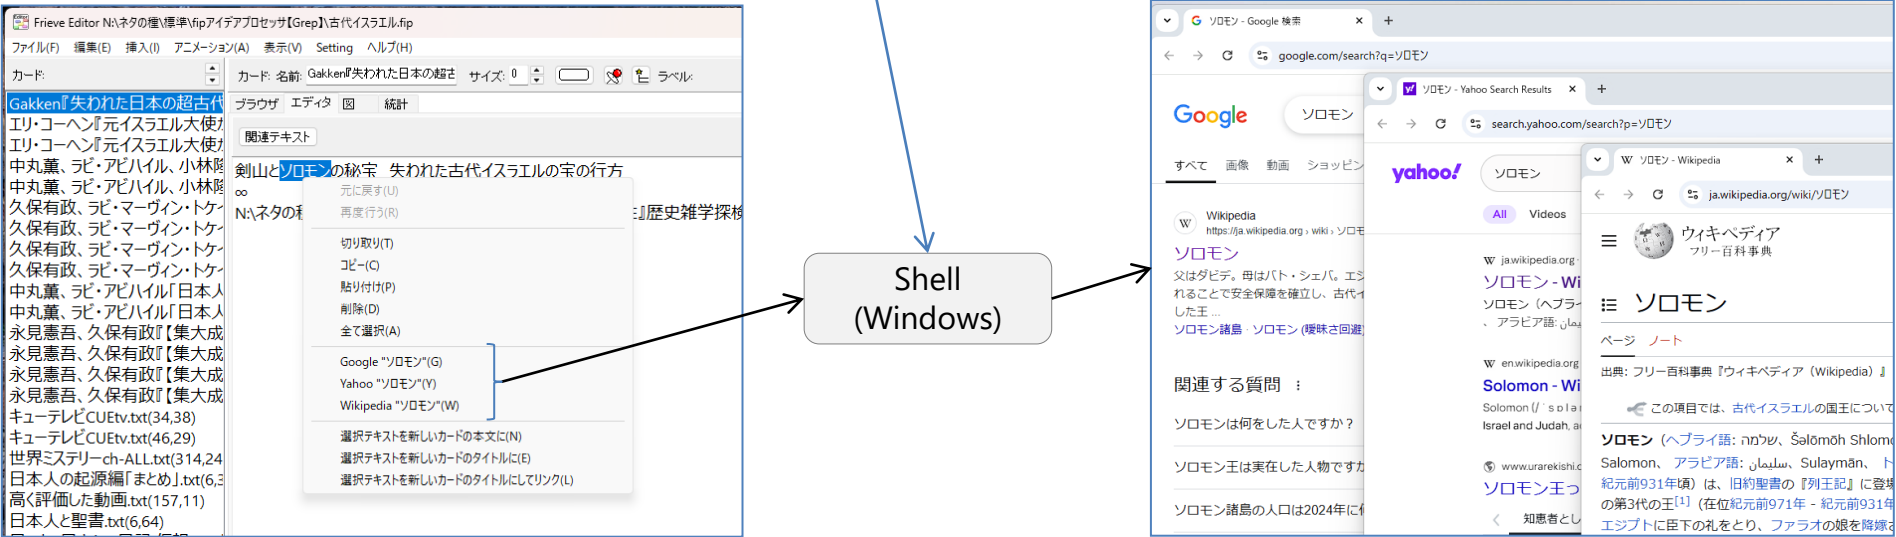 Frieve Editor N:\ネタの種\標準\fipアイデアプロセッサ【Grep】\古代イスラエル.fip
ファイル(F) 編集(E) 挿入(I) アニメーション(A) 表示(V) Setting ヘルプ(H)
カード:
Gakken『失われた日本の超古代
エリ・コーヘン『元イスラエル大使が
エリ・コーヘン『元イスラエル大使が
中丸薫、ラビ・アビハイル、小林隆
中丸薫、ラビ・アビハイル、小林隆
久保有政、ラビ・マーヴィン・トケイ
久保有政、ラビ・マーヴィン・トケイ
久保有政、ラビ・マーヴィン・トケイ
久保有政、ラビ・マーヴィン・トケイ
中丸薫、ラビ・アビハイル「日本人
中丸薫、ラビ・アビハイル「日本人
永見憲吾、久保有政『【集大成
永見憲吾、久保有政『【集大成
永見憲吾、久保有政『【集大成
永見憲吾、久保有政『【集大成
キューテレビCUEtv.txt(34,38)
キューテレビCUEtv.txt(46,29)
世界ミステリーch-ALL.txt(314,24
日本人の起源編「まとめ」.txt(6,3
高く評価した動画.txt(157,11)
日本人と聖書.txt(6,64)
カード: 名前: Gakken『失われた日本の超古 サイズ: 0 ラベル:
ブラウザ エディタ 図 統計
関連テキスト
剣山とソロモンの秘宝 失われた古代イスラエルの宝の行方
∞
N:\ネタの種
』歴史雑学探検
元に戻す(U)
再度行う(R)
切り取り(T)
コピー(C)
貼り付け(P)
削除(D)
全て選択(A)
Google "ソロモン"(G)
Yahoo "ソロモン"(Y)
Wikipedia "ソロモン"(W)
選択テキストを新しいカードの本文に(N)
選択テキストを新しいカードのタイトルに(E)
選択テキストを新しいカードのタイトルにしてリンク(L)
Shell
(Windows)
ソロモン - Google 検索
google.com/search?q=ソロモン
Google ソロモン
すべて 画像 動画 ショッピン
Wikipedia
https://ja.wikipedia.org › wiki › ソロモ
ソロモン
父はダビデ。母はバト・シェバ。エジ
れることで安全保障を確立し、古代イ
した王 ...
ソロモン諸島 · ソロモン (曖昧さ回避)
関連する質問
ソロモンは何をした人ですか？
ソロモン王は実在した人物ですか
ソロモン諸島の人口は2024年に何
ソロモン - Yahoo Search Results
search.yahoo.com/search?p=ソロモン
yahoo! ソロモン
All Videos
ja.wikipedia.org
ソロモン - Wi
ソロモン（ヘブライ
、アラビア語:
en.wikipedia.org
Solomon - Wi
Solomon (/
Israel and Judah, a
www.urarekishi.c
ソロモン王っ
知恵者とし
ソロモン - Wikipedia
ja.wikipedia.org/wiki/ソロモン
ウィキペディア
フリー百科事典
ソロモン
ページ ノート
出典: フリー百科事典『ウィキペディア（Wikipedia）』
この項目では、古代イスラエルの国王について
ソロモン（ヘブライ語: שלמה‎、Šəlōmōh Shlomo
Salomon、 アラビア語: سليمان‎、Sulaymān、 ト
紀元前931年頃）は、旧約聖書の『列王記』に登場
の第3代の王[1]（在位紀元前971年 - 紀元前931年
エジプトに臣下の礼をとり、ファラオの娘を降嫁さ